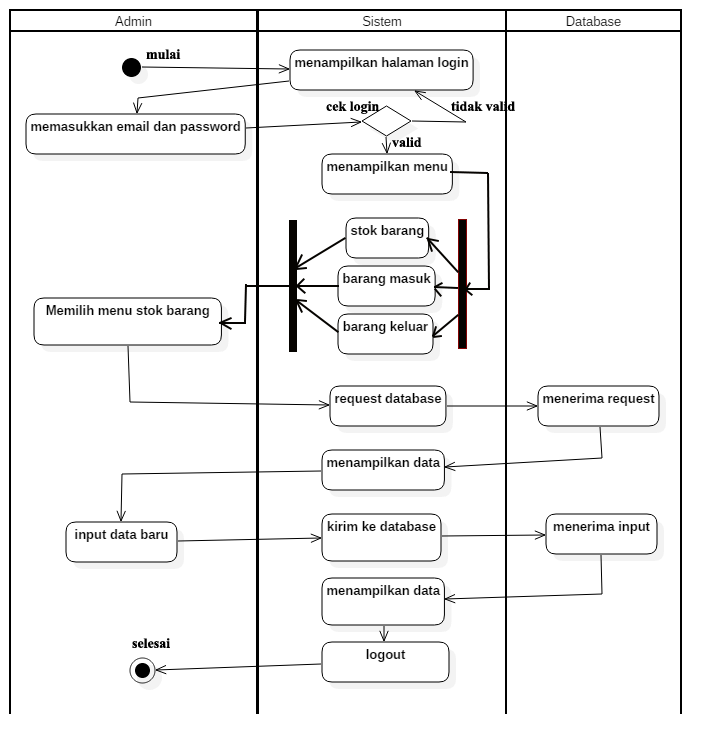 Admin
Sistem
Database
mulai
menampilkan halaman login
cek login
tidak valid
memasukkan email dan password
valid
menampilkan menu
stok barang
barang masuk
Memilih menu stok barang
barang keluar
request database
menerima request
menampilkan data
input data baru
kirim ke database
menerima input
menampilkan data
selesai
logout